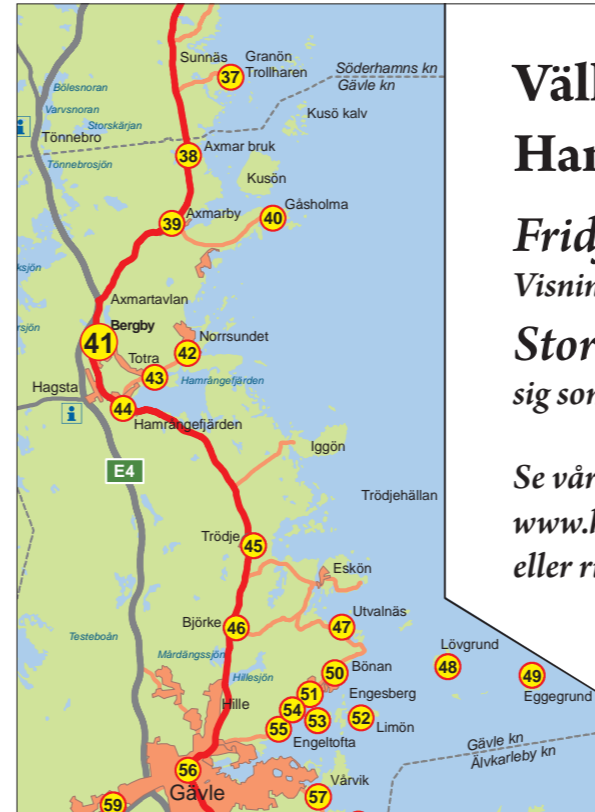 Sunnäs
Granön
Trollharen
37
Söderhamns kn
Gävle kn
Bölesnoran
Varvsnoran
Storskärjan
Kusö kalv
i
Tönnebro
Tönnebrosjön
38
Axmar bruk
Kusön
39
Axmarby
40
Gåsholma
Axmartavlan
Bergby
41
Norrsundet
42
Totra
43
Hamrångefjärden
Hagsta
i
44
Hamrångefjärden
Iggön
E4
Trödjehällan
Trödje
45
Eskön
Björke
46
Utvalnäs
47
Testeboån
Mårdängssjön
Hillesjön
Lövgrund
48
49
Eggegrund
50
Bönan
51
Engesberg
Hille
54
53
52
Limön
55
Engeltofta
Gävle kn
Älvkarleby kn
56
Gävle
Vårvik
57
59
Väl
Har
Frid
Visnin
Stor
sig son
Se vår
www.
eller r